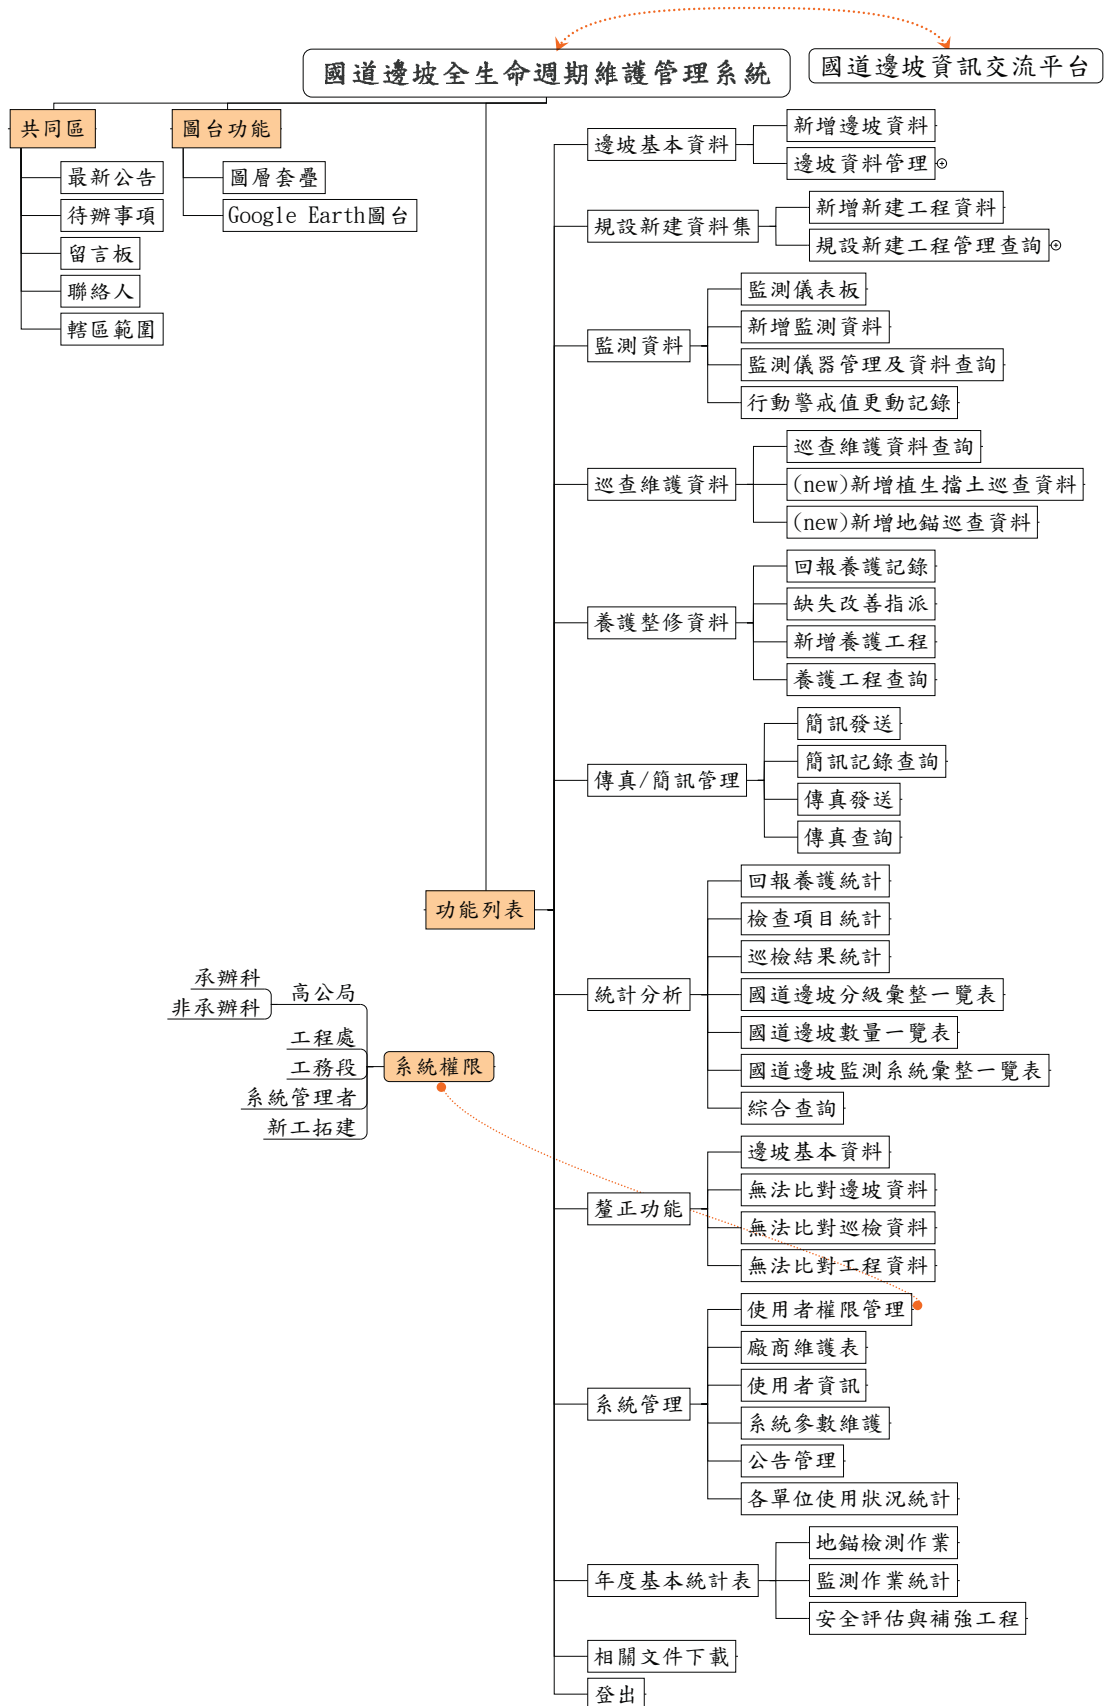 國道邊坡全生命週期維護管理系統
國道邊坡資訊交流平台
共同區
最新公告
待辦事項
留言板
聯絡人
轄區範圍
圖台功能
圖層套疊
Google Earth圖台
功能列表
邊坡基本資料
新增邊坡資料
邊坡資料管理
規設新建資料集
新增新建工程資料
規設新建工程管理查詢
監測資料
監測儀表板
新增監測資料
監測儀器管理及資料查詢
行動警戒值更動記錄
巡查維護資料
巡查維護資料查詢
(new)新增植生擋土巡查資料
(new)新增地錨巡查資料
養護整修資料
回報養護記錄
缺失改善指派
新增養護工程
養護工程查詢
傳真/簡訊管理
簡訊發送
簡訊記錄查詢
傳真發送
傳真查詢
統計分析
回報養護統計
檢查項目統計
巡檢結果統計
國道邊坡分級彙整一覽表
國道邊坡數量一覽表
國道邊坡監測系統彙整一覽表
綜合查詢
釐正功能
邊坡基本資料
無法比對邊坡資料
無法比對巡檢資料
無法比對工程資料
系統管理
使用者權限管理
廠商維護表
使用者資訊
系統參數維護
公告管理
各單位使用狀況統計
年度基本統計表
地錨檢測作業
監測作業統計
安全評估與補強工程
相關文件下載
登出
系統權限
高公局
承辦科
非承辦科
工程處
工務段
系統管理者
新工拓建